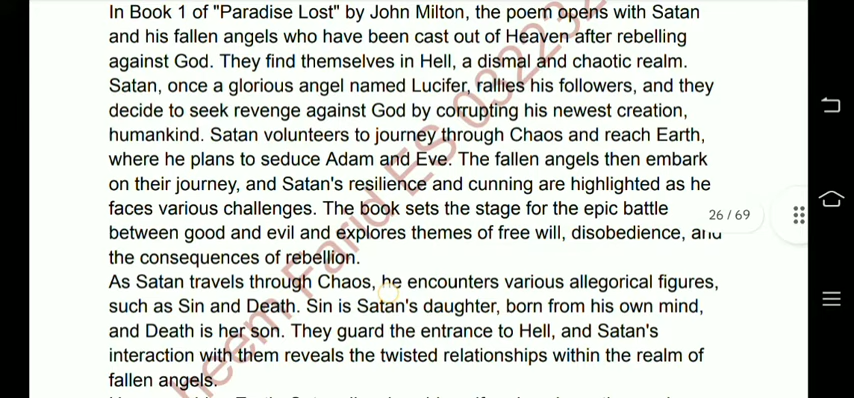 In Book 1 of "Paradise Lost" by John Milton, the poem opens with Satan
and his fallen angels who have been cast out of Heaven after rebelling
against God. They find themselves in Hell, a dismal and chaotic realm.
Satan, once a glorious angel named Lucifer, rallies his followers, and they
decide to seek revenge against God by corrupting his newest creation,
humankind. Satan volunteers to journey through Chaos and reach Earth,
where he plans to seduce Adam and Eve. The fallen angels then embark
on their journey, and Satan's resilience and cunning are highlighted as he
faces various challenges. The book sets the stage for the epic battle
26 / 69
between good and evil and explores themes of free will, disobedience, and
the consequences of rebellion.
As Satan travels through Chaos, he encounters various allegorical figures,
such as Sin and Death. Sin is Satan's daughter, born from his own mind,
and Death is her son. They guard the entrance to Hell, and Satan's
interaction with them reveals the twisted relationships within the realm of
fallen angels.
heem Farid ES 03223